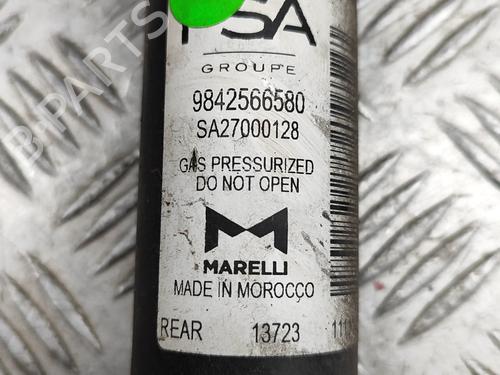 PSA
GROUPE
9842566580
SA27000128
GAS PRESSURIZED
DO NOT OPEN
MARELLI
MADE IN MOROCCO
REAR 13723